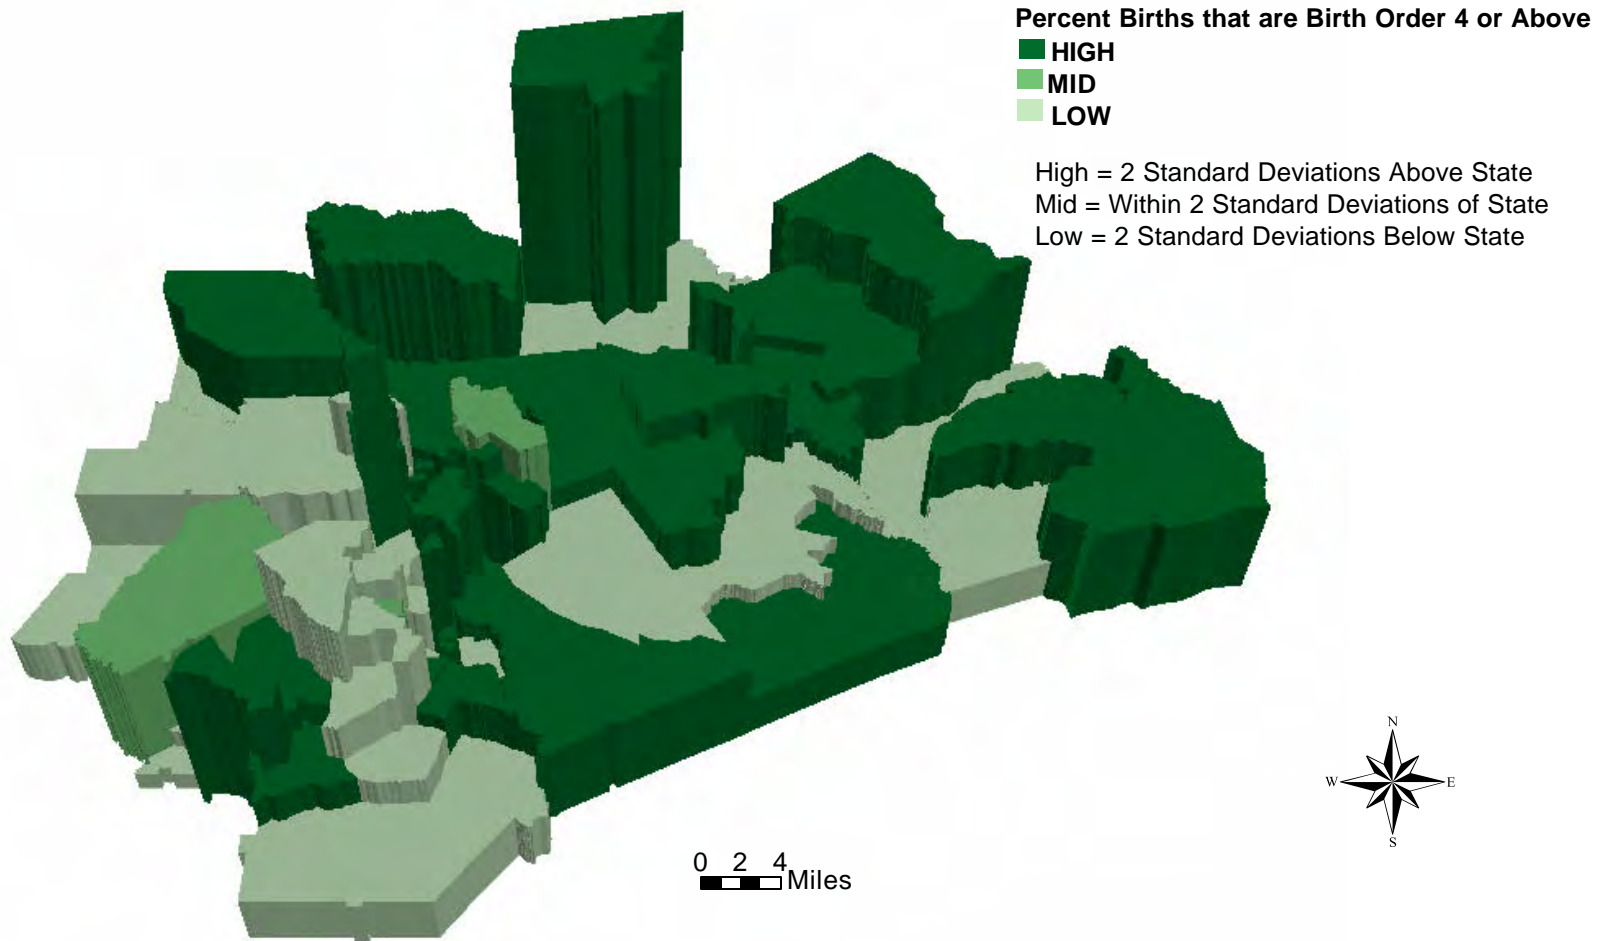 Percent Births that are Birth Order 4 or Above
HIGH
MID
LOW
High = 2 Standard Deviations Above State
Mid = Within 2 Standard Deviations of State
Low = 2 Standard Deviations Below State
N
W E
S
0 2 4
Miles